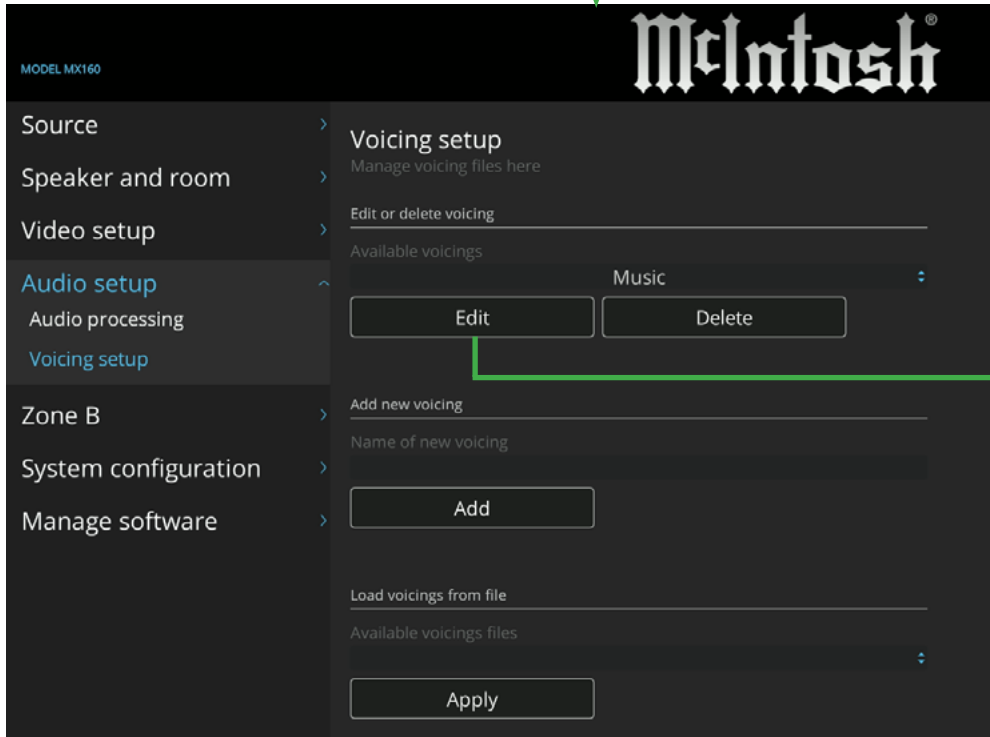 McIntosh®
MODEL MX160
Source
Speaker and room
Video setup
Audio setup
Audio processing
Voicing setup
Zone B
System configuration
Manage software
Voicing setup
Manage voicing files here
Edit or delete voicing
Available voicings
Music
Edit Delete
Add new voicing
Name of new voicing
Add
Load voicings from file
Available voicings files
Apply